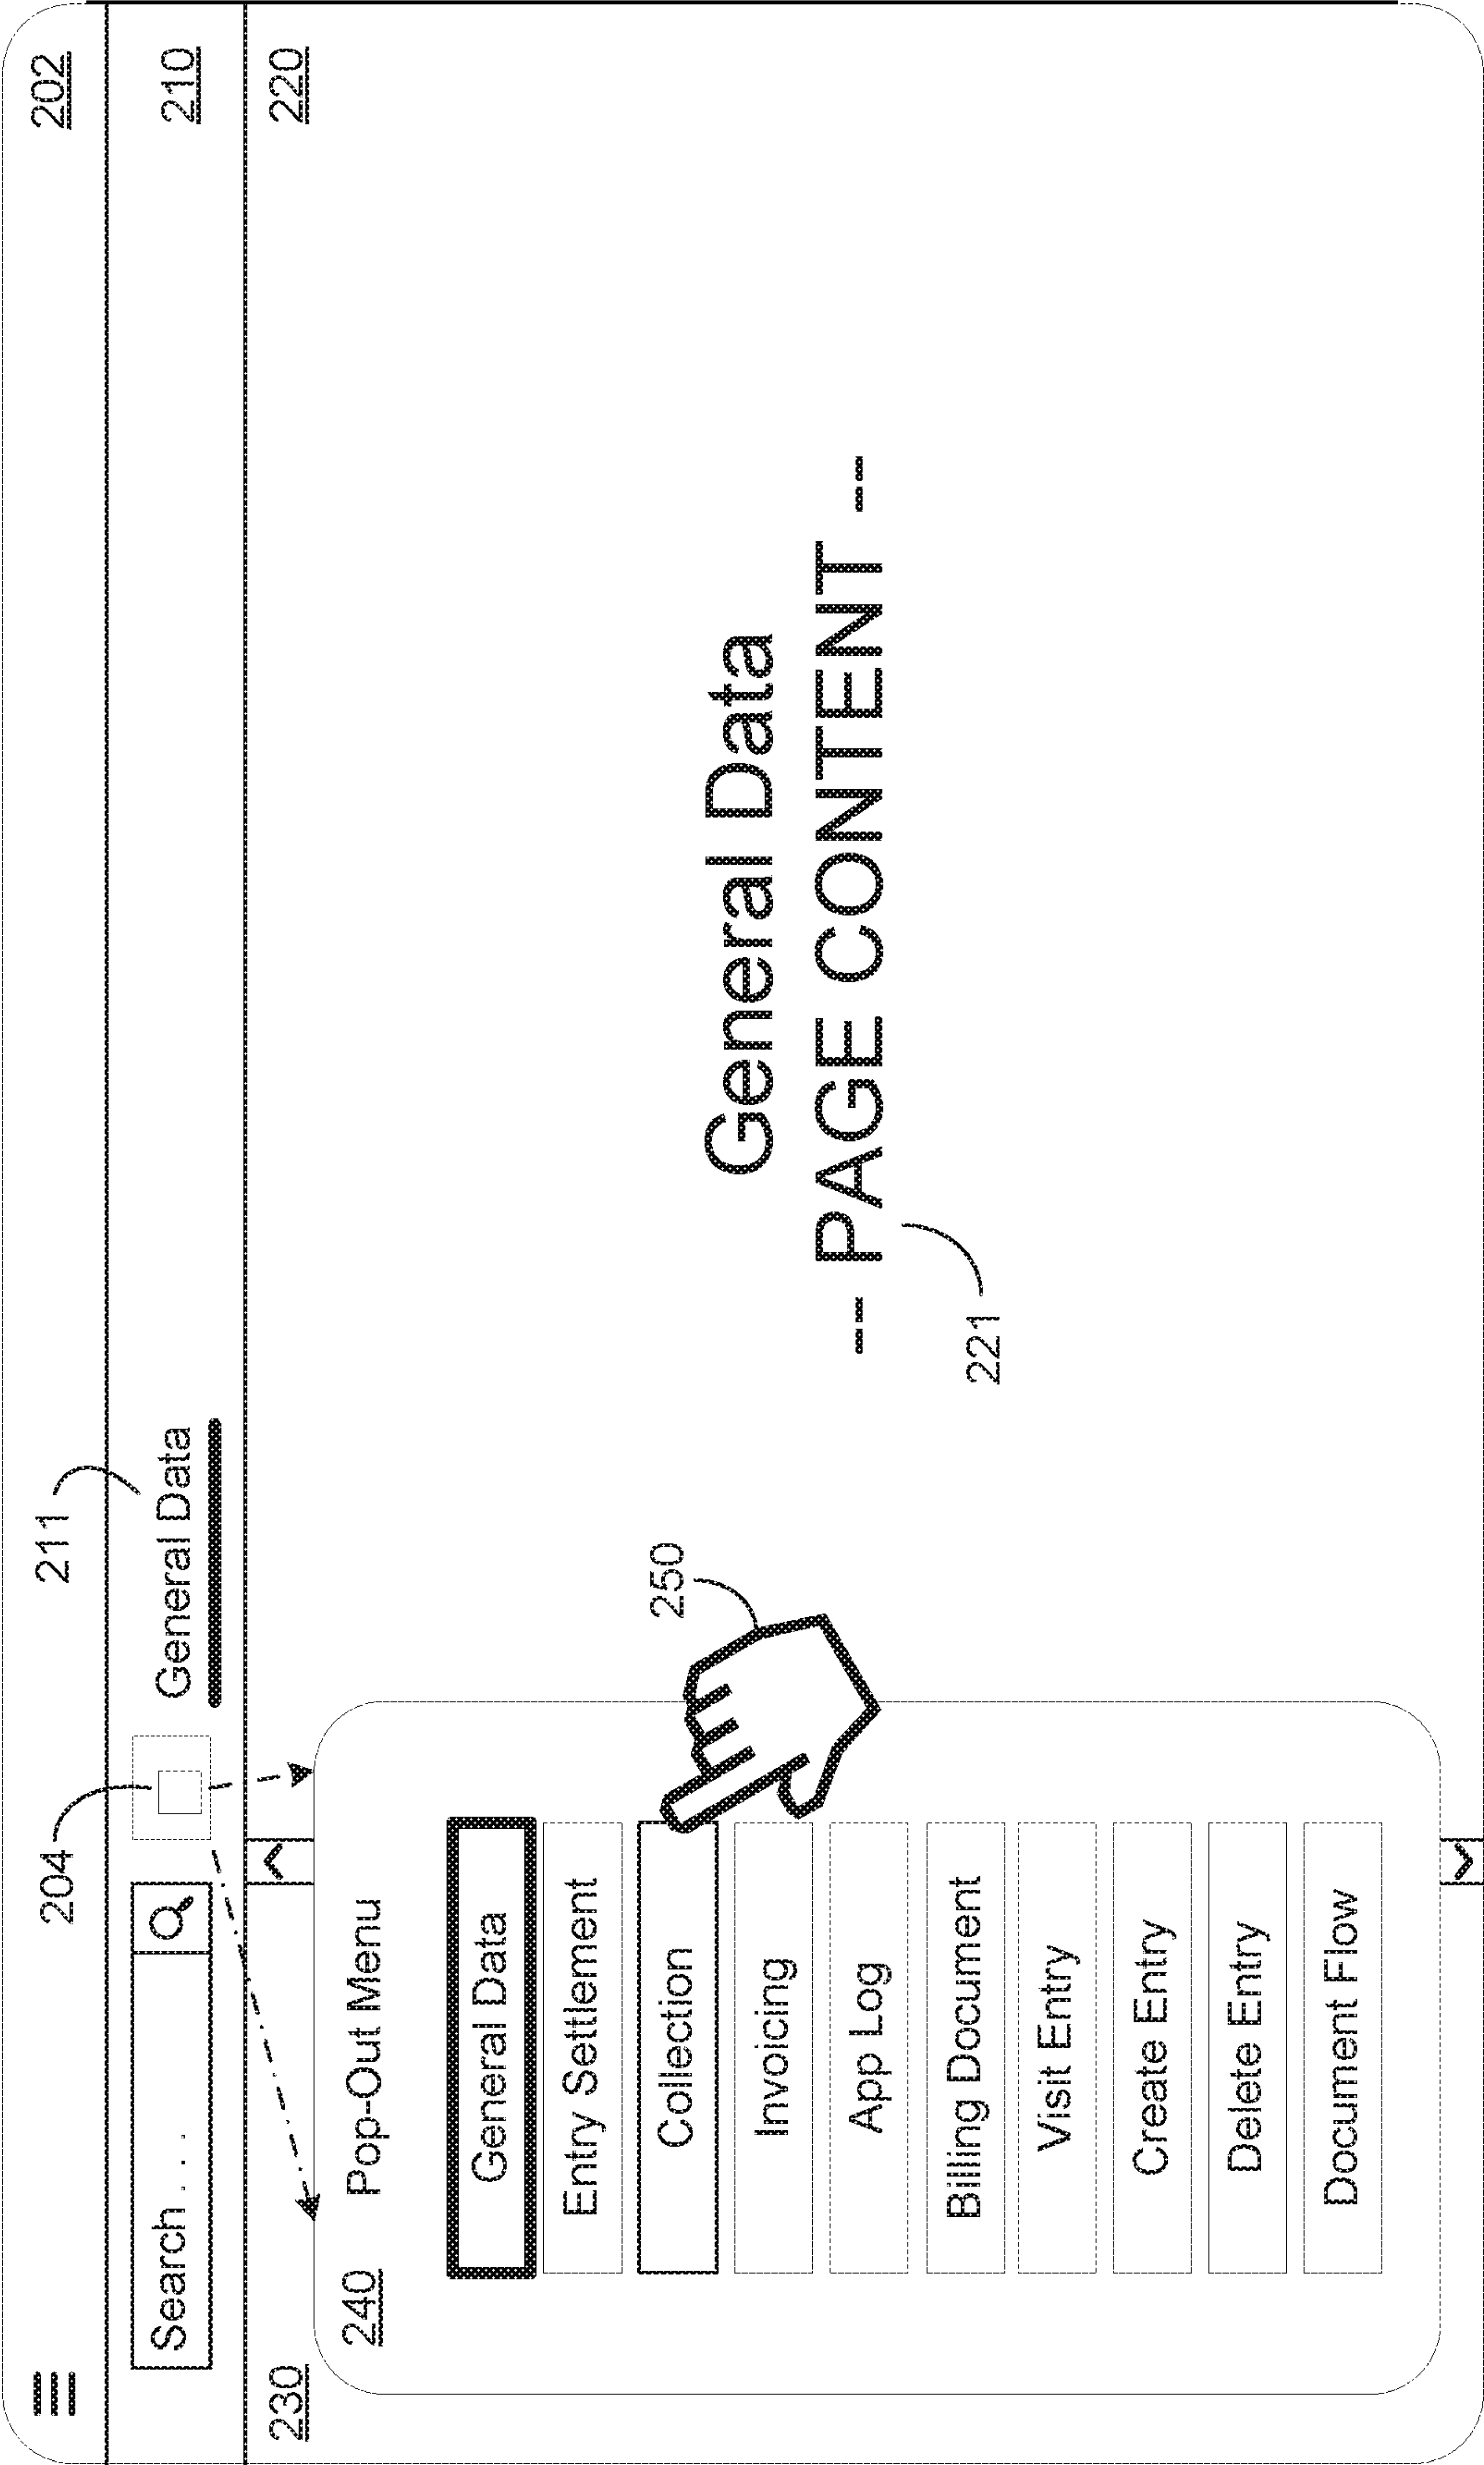 202
204
211
Search . . .
General Data
210
230
220
240
Pop-Out Menu
General Data
Entry Settlement
Collection
250
Invoicing
App Log
Billing Document
Visit Entry
Create Entry
Delete Entry
Document Flow
General Data
-- PAGE CONTENT --
221